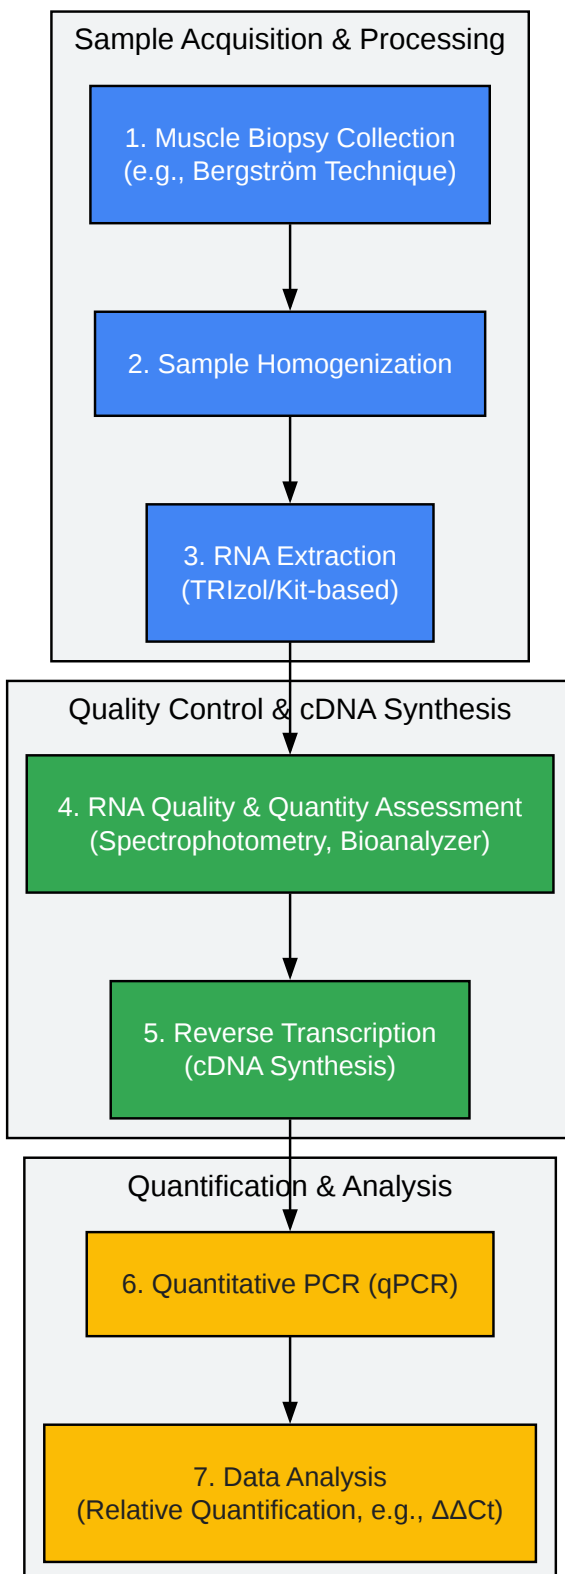 Sample Acquisition & Processing
1. Muscle Biopsy Collection
(e.g., Bergström Technique)
2. Sample Homogenization
3. RNA Extraction
(TRIzol/Kit-based)
Quality Control & cDNA Synthesis
4. RNA Quality & Quantity Assessment
(Spectrophotometry, Bioanalyzer)
5. Reverse Transcription
(cDNA Synthesis)
Quantification & Analysis
6. Quantitative PCR (qPCR)
7. Data Analysis
(Relative Quantification, e.g., ΔΔCt)